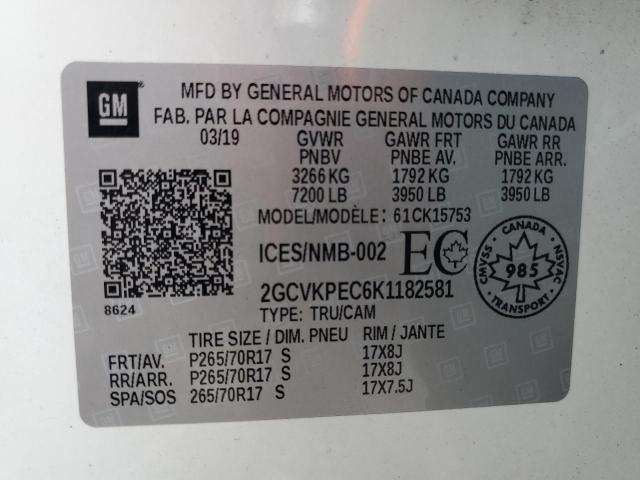 GM
MFD BY GENERAL MOTORS OF CANADA COMPANY
FAB. PAR LA COMPAGNIE GENERAL MOTORS DU CANADA
03/19 GVWR GAWR FRT GAWR RR
PNBV PNBE AV. PNBE ARR.
3266 KG 1792 KG 1792 KG
7200 LB 3950 LB 3950 LB
MODEL/MODÈLE: 61CK15753
ICES/NMB-002 EC
CANADA
CMVSS 985 NSVAC
TRANSPORT
2GCVKPEC6K1182581
8624
TYPE: TRU/CAM
TIRE SIZE / DIM. PNEU RIM / JANTE
FRT/AV. P265/70R17 S 17X8J
RR/ARR. P265/70R17 S 17X8J
SPA/SOS 265/70R17 S 17X7.5J